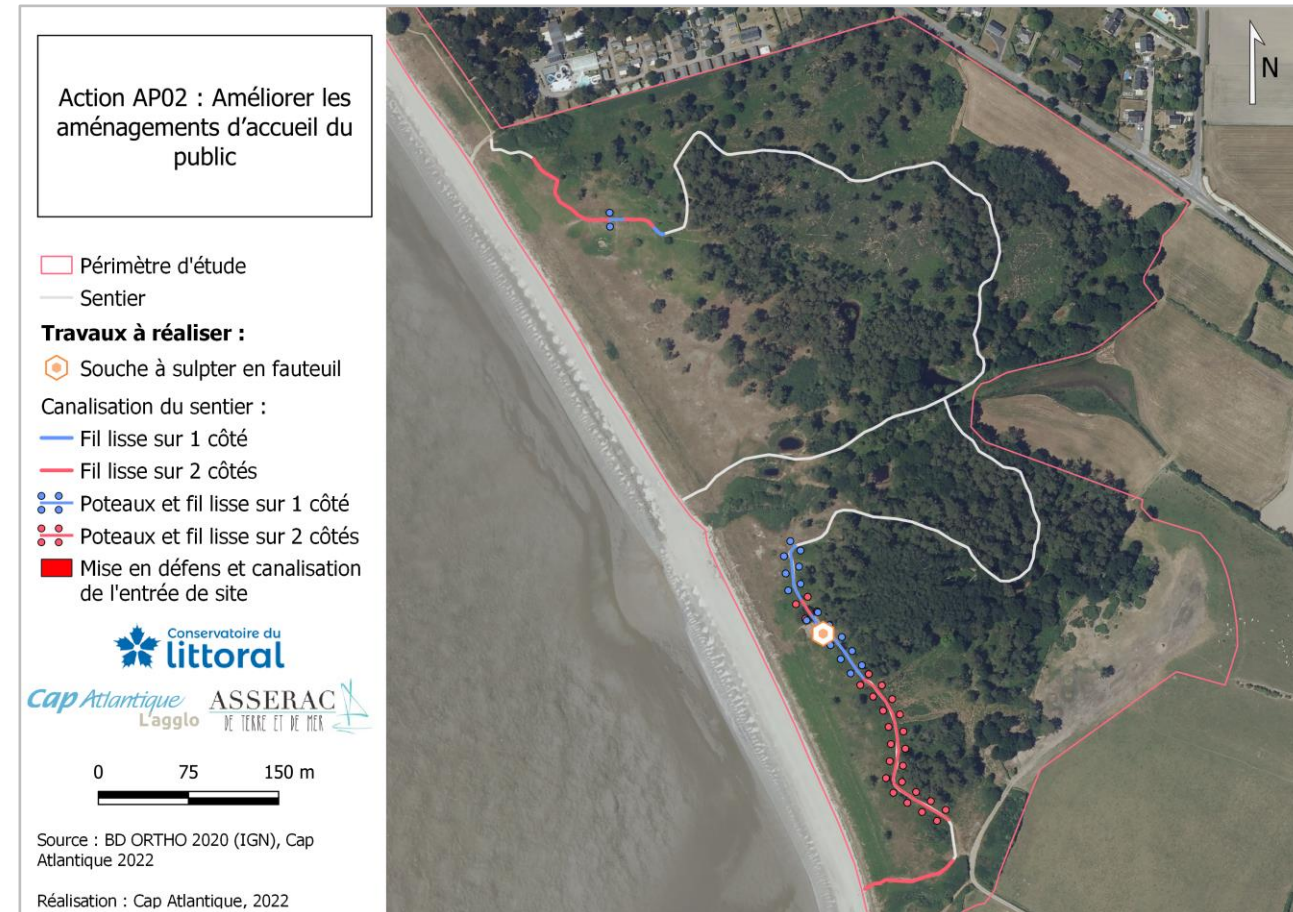 Action AP02 : Améliorer les
aménagements d'accueil du
public
Périmètre d'étude
Sentier
Travaux à réaliser :
Souche à sulpter en fauteuil
Canalisation du sentier :
Fil lisse sur 1 côté
Fil lisse sur 2 côtés
Poteaux et fil lisse sur 1 côté
Poteaux et fil lisse sur 2 côtés
Mise en défens et canalisation
de l'entrée de site
Conservatoire du
littoral
Cap Atlantique
L'agglo
ASSERAC
DE TERRE ET DE MER
0 75 150 m
Source : BD ORTHO 2020 (IGN), Cap
Atlantique 2022
Réalisation : Cap Atlantique, 2022
N